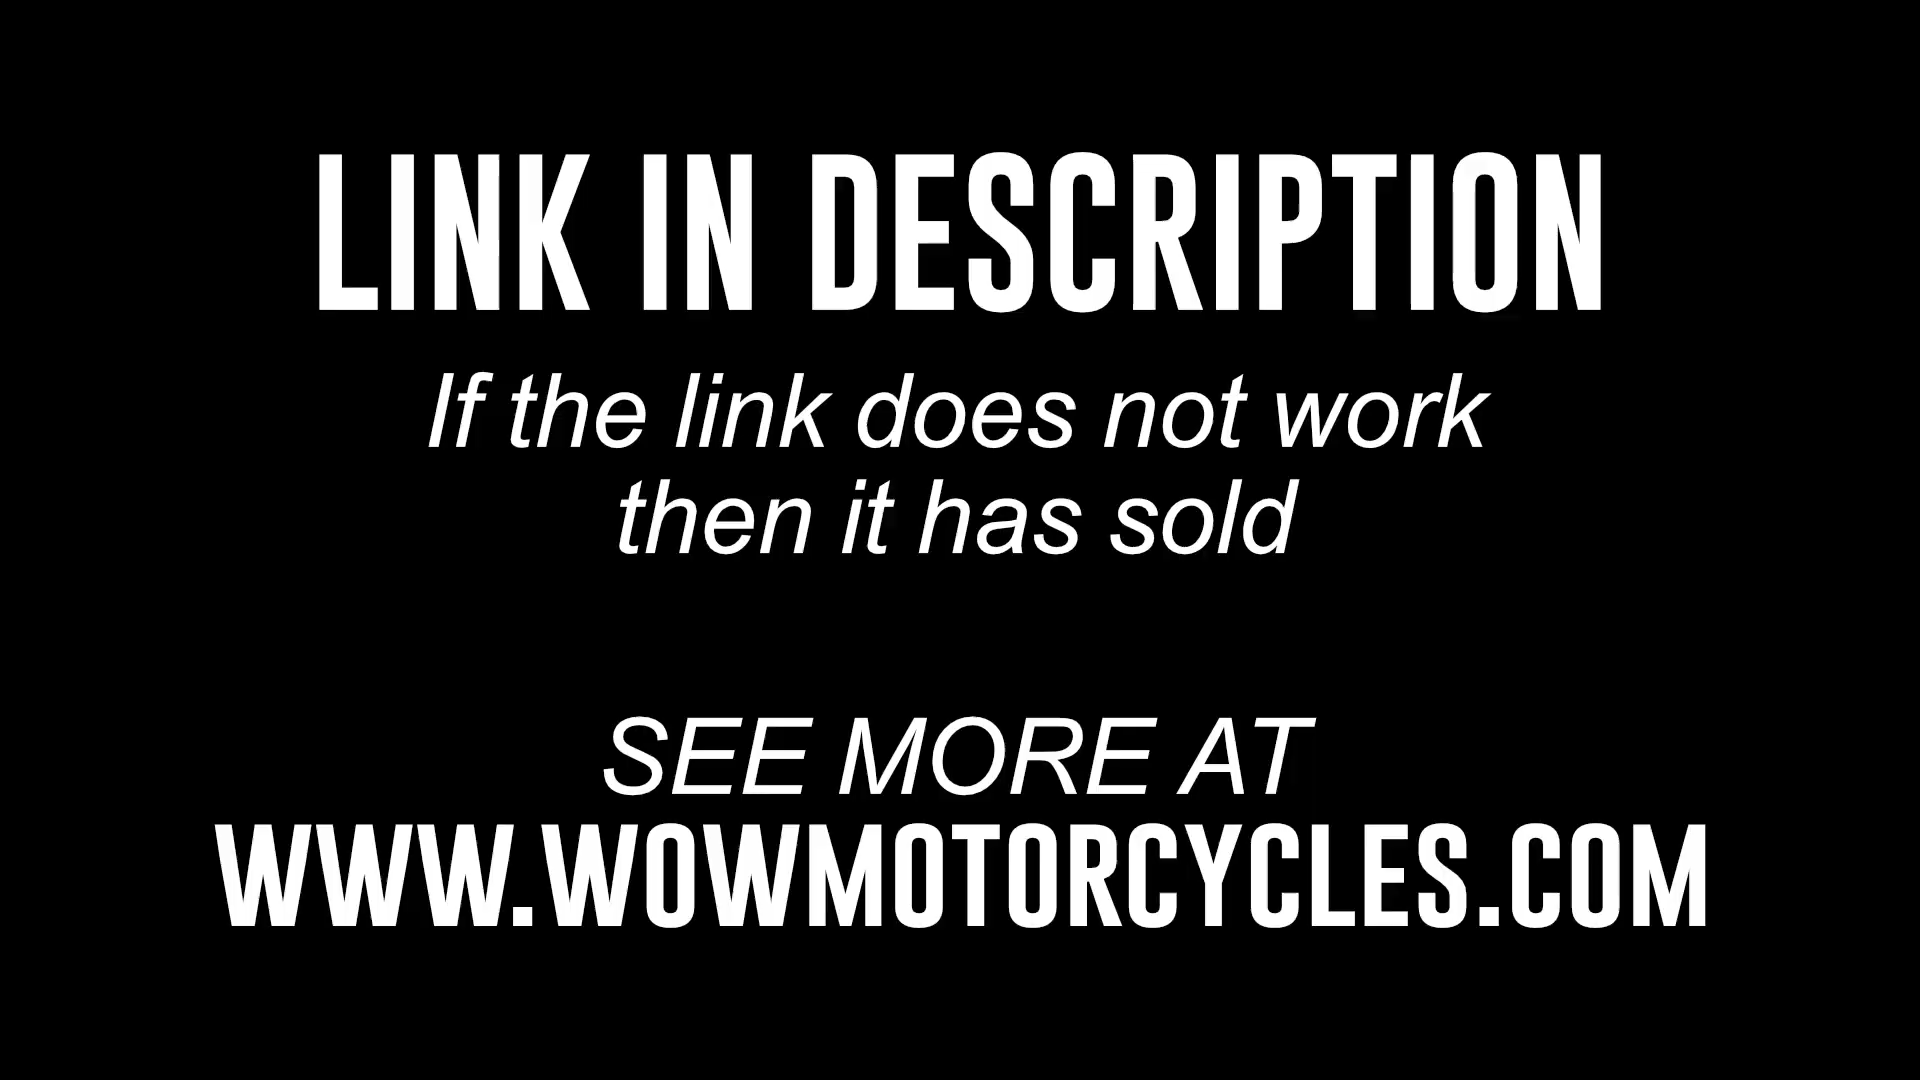 LINK IN DESCRIPTION
If the link does not work
then it has sold
SEE MORE AT
WWW.WOWMOTORCYCLES.COM